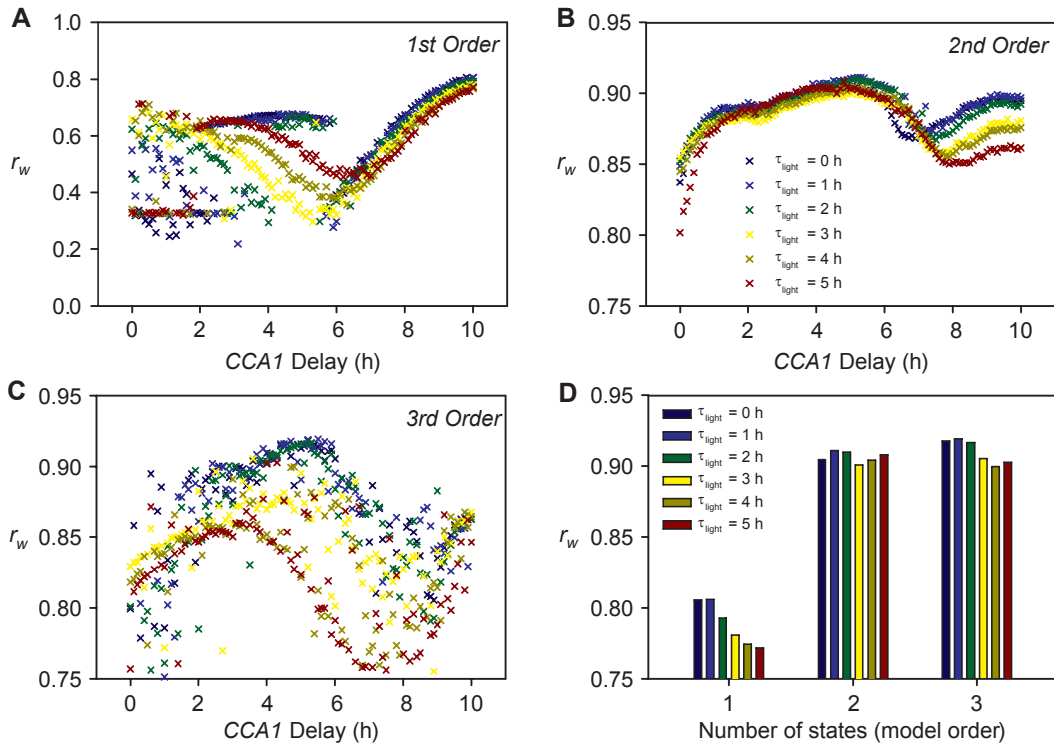 A
1st Order
1.0
0.8
0.6
0.4
0.2
0.0
r_w
0 2 4 6 8 10
CCA1 Delay (h)
B
2nd Order
0.95
0.90
0.85
0.80
0.75
r_w
τ_light = 0 h
τ_light = 1 h
τ_light = 2 h
τ_light = 3 h
τ_light = 4 h
τ_light = 5 h
0 2 4 6 8 10
CCA1 Delay (h)
C
3rd Order
0.95
0.90
0.85
0.80
0.75
r_w
0 2 4 6 8 10
CCA1 Delay (h)
D
0.95
0.90
0.85
0.80
0.75
r_w
τ_light = 0 h
τ_light = 1 h
τ_light = 2 h
τ_light = 3 h
τ_light = 4 h
τ_light = 5 h
1 2 3
Number of states (model order)